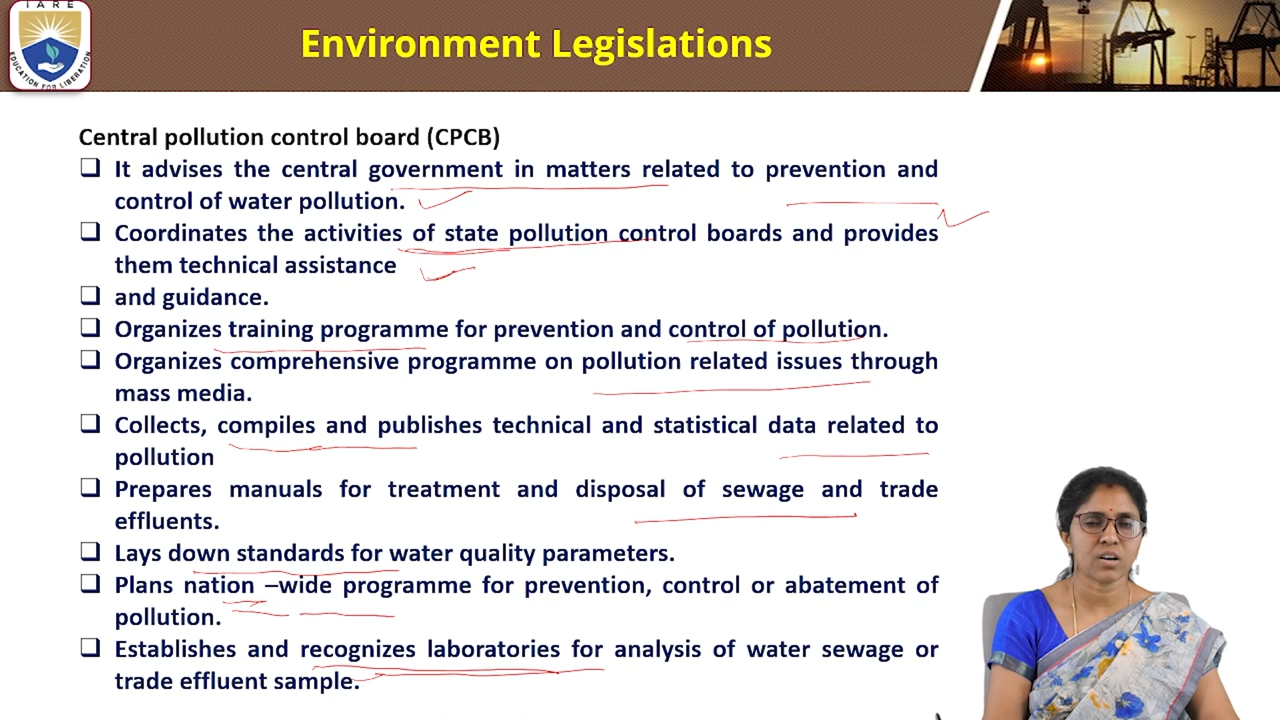 IARE
EDUCATION FOR LIBERATION
Environment Legislations
Central pollution control board (CPCB)
❑ It advises the central government in matters related to prevention and
control of water pollution.
❑ Coordinates the activities of state pollution control boards and provides
them technical assistance
❑ and guidance.
❑ Organizes training programme for prevention and control of pollution.
❑ Organizes comprehensive programme on pollution related issues through
mass media.
❑ Collects, compiles and publishes technical and statistical data related to
pollution
❑ Prepares manuals for treatment and disposal of sewage and trade
effluents.
❑ Lays down standards for water quality parameters.
❑ Plans nation –wide programme for prevention, control or abatement of
pollution.
❑ Establishes and recognizes laboratories for analysis of water sewage or
trade effluent sample.